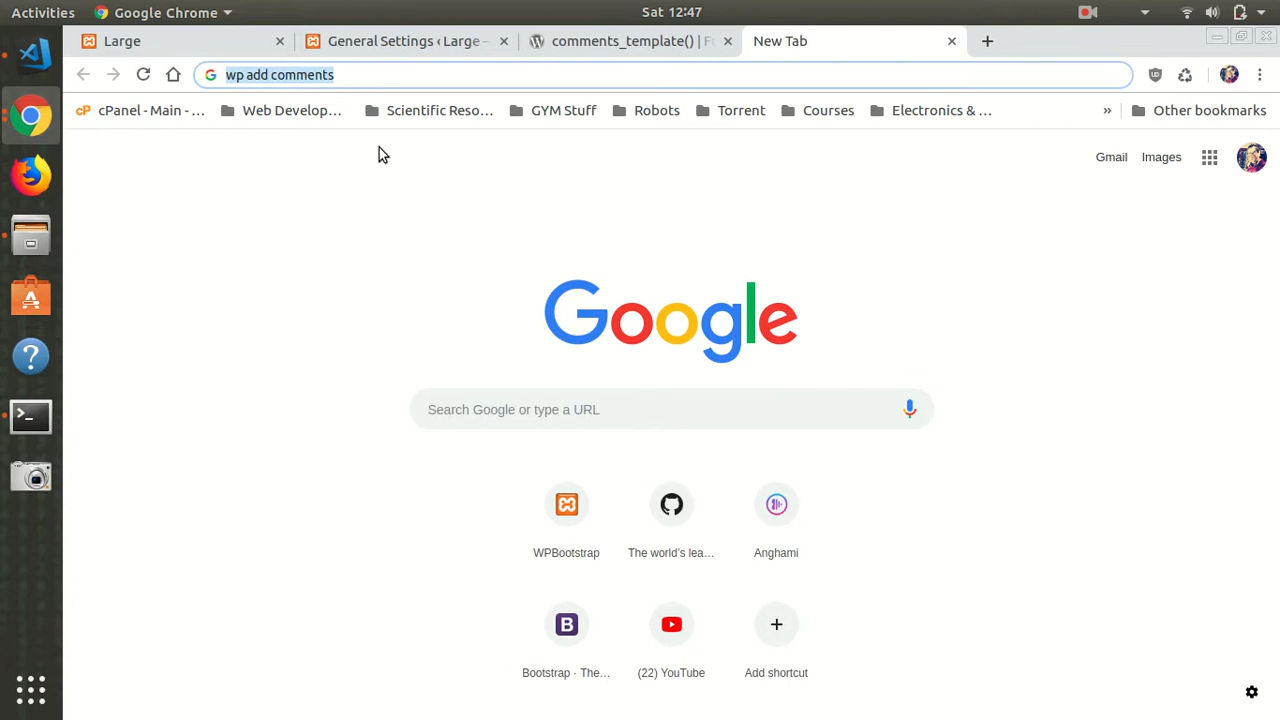 Activities
Google Chrome
Sat 12:47
Large
General Settings ‹ Large –
comments_template() | Fu
New Tab
wp add comments
cPanel - Main - ...
Web Develop...
Scientific Reso...
GYM Stuff
Robots
Torrent
Courses
Electronics & ...
»
Other bookmarks
Gmail
Images
Google
Search Google or type a URL
WPBootstrap
The world's lea...
Anghami
Bootstrap · The...
(22) YouTube
Add shortcut